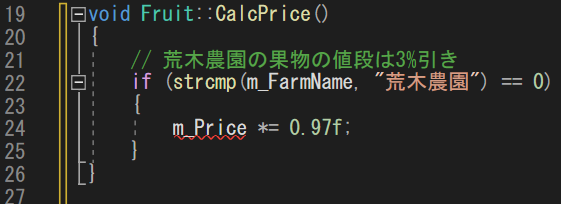 19 void Fruit::CalcPrice()
20 {
21 // 荒木農園の果物の値段は3%引き
22 if (strcmp(m_FarmName, "荒木農園") == 0)
23 {
24 m_Price *= 0.97f;
25 }
26 }
27